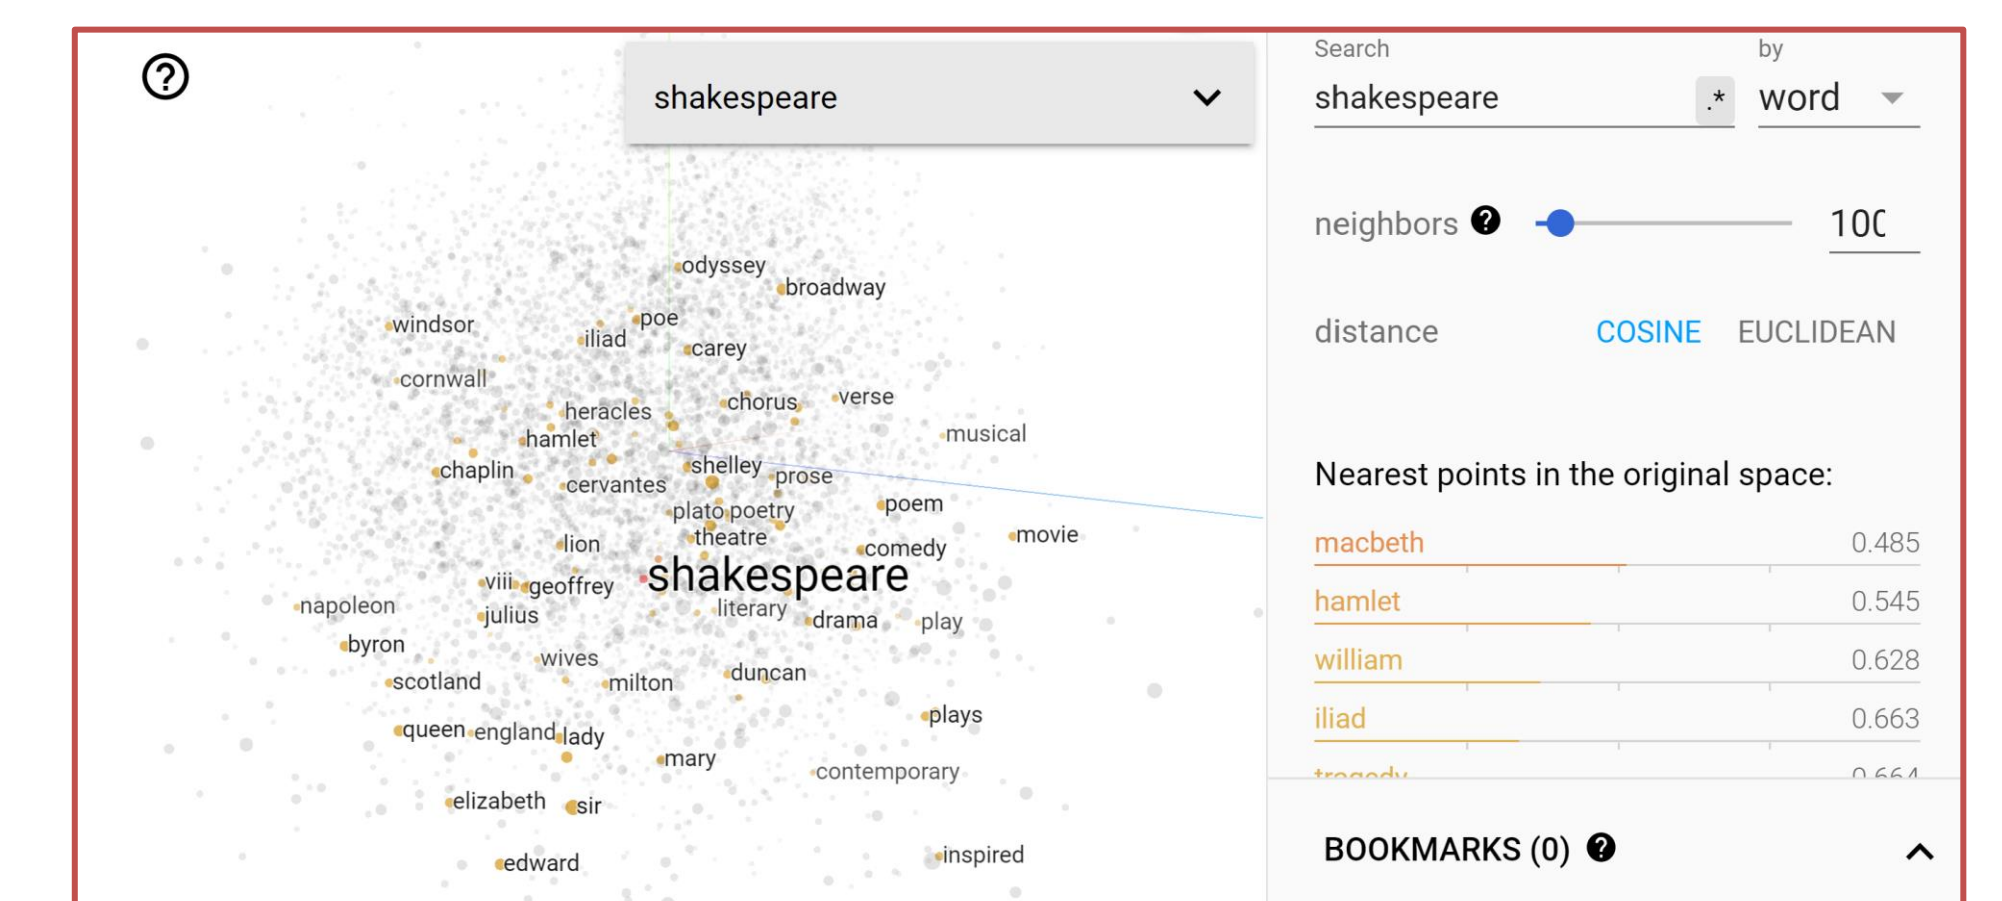 shakespeare
odyssey
broadway
windsor
poe
iliad
carey
cornwall
heracles
chorus
verse
hamlet
musical
chaplin
shelley
prose
cervantes
plato
poetry
poem
theatre
movie
lion
comedy
shakespeare
viii
geoffrey
napoleon
julius
literary
drama
play
byron
wives
scotland
milton
duncan
plays
queen
england
lady
mary
contemporary
elizabeth
sir
edward
inspired
Search by
shakespeare .* word
neighbors 100
distance COSINE EUCLIDEAN
Nearest points in the original space:
macbeth 0.485
hamlet 0.545
william 0.628
iliad 0.663
tragedy 0.664
BOOKMARKS (0)